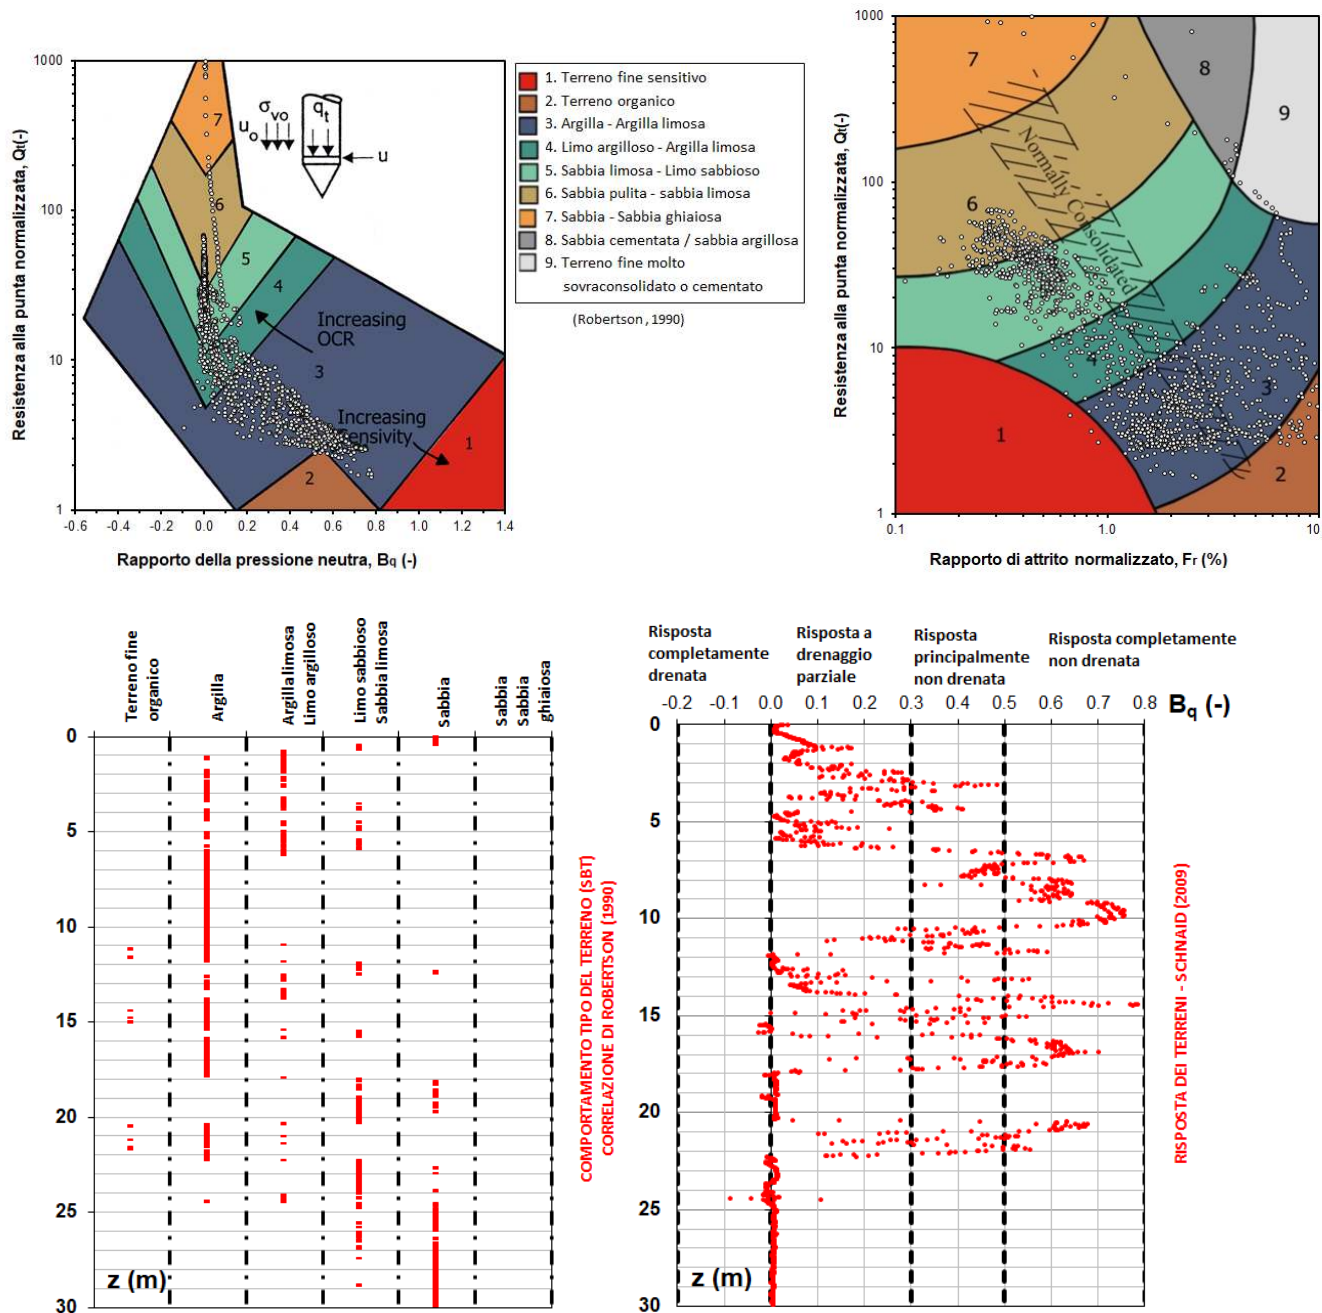 1000
100
10
1
Resistenza alla punta normalizzata, Qt(-)
-0.6
-0.4
-0.2
0.0
0.2
0.4
0.6
0.8
1.0
1.2
1.4
Rapporto della pressione neutra, Bq (-)
7
6
5
4
3
2
1
σvo
uo
qt
u
Increasing
OCR
Increasing
Sensivity
1. Terreno fine sensitivo
2. Terreno organico
3. Argilla - Argilla limosa
4. Limo argilloso - Argilla limosa
5. Sabbia limosa - Limo sabbioso
6. Sabbia pulita - sabbia limosa
7. Sabbia - Sabbia ghiaiosa
8. Sabbia cementata / sabbia argillosa
9. Terreno fine molto
sovraconsolidato o cementato
(Robertson, 1990)
1000
100
10
1
Resistenza alla punta normalizzata, Qt(-)
0.1
1.0
10
Rapporto di attrito normalizzato, Fr (%)
7
8
9
6
4
3
1
2
Normally Consolidated
Terreno fine
organico
Argilla
Argilla limosa
Limo argilloso
Limo sabbioso
Sabbia limosa
Sabbia
Sabbia
Sabbia
ghiaiosa
0
5
10
15
20
25
30
z (m)
COMPORTAMENTO TIPO DEL TERRENO (SBT)
CORRELAZIONE DI ROBERTSON (1990)
Risposta
completamente
drenata
Risposta a
drenaggio
parziale
Risposta
principalmente
non drenata
Risposta completamente
non drenata
-0.2 -0.1 0.0 0.1 0.2 0.3 0.4 0.5 0.6 0.7 0.8 Bq (-)
0
5
10
15
20
25
30
z (m)
RISPOSTA DEI TERRENI - SCHNAID (2009)